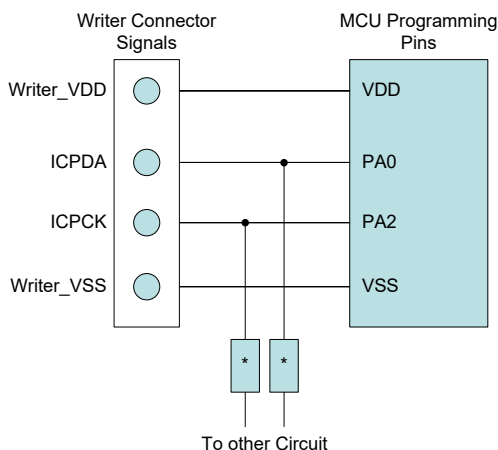 Writer Connector
Signals
MCU Programming
Pins
Writer_VDD
VDD
ICPDA
PA0
ICPCK
PA2
Writer_VSS
VSS
*
*
To other Circuit